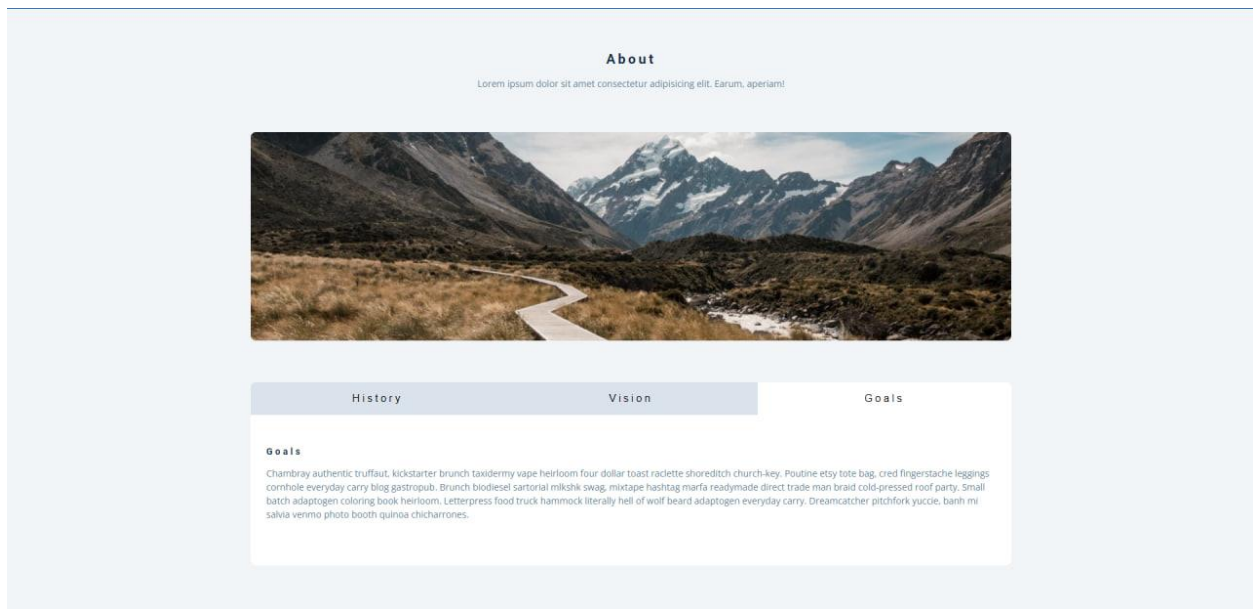 About
Lorem ipsum dolor sit amet consectetur adipisicing elit. Earum, aperiam!
History Vision Goals
Goals
Chambray authentic truffaut, kickstarter brunch taxidermy vape heirloom four dollar toast raclette shoreditch church-key. Poutine etsy tote bag, cred fingerstache leggings
cornhole everyday carry blog gastropub. Brunch biodiesel sartorial mlkshk swag, mixtape hashtag marfa readymade direct trade man braid cold-pressed roof party. Small
batch adaptogen coloring book heirloom. Letterpress food truck hammock literally hell of wolf beard adaptogen everyday carry. Dreamcatcher pitchfork yuccie, banh mi
salvia venmo photo booth quinoa chicharrones.